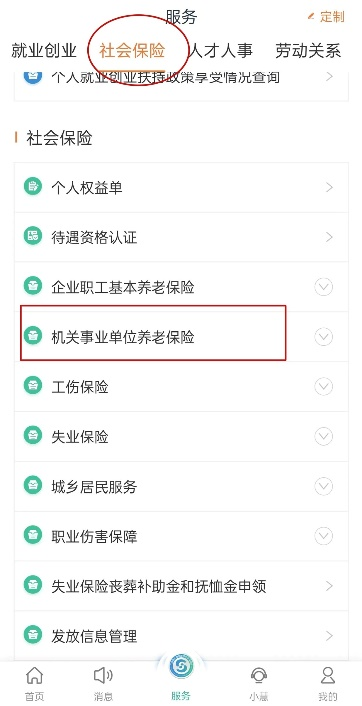 服务
定制
就业创业 社会保险 人才人事 劳动关系
个人就业创业扶持政策享受情况查询
社会保险
个人权益单
待遇资格认证
企业职工基本养老保险
机关事业单位养老保险
工伤保险
失业保险
城乡居民服务
职业伤害保障
失业保险丧葬补助金和抚恤金申领
发放信息管理
首页 消息 服务 小慧 我的